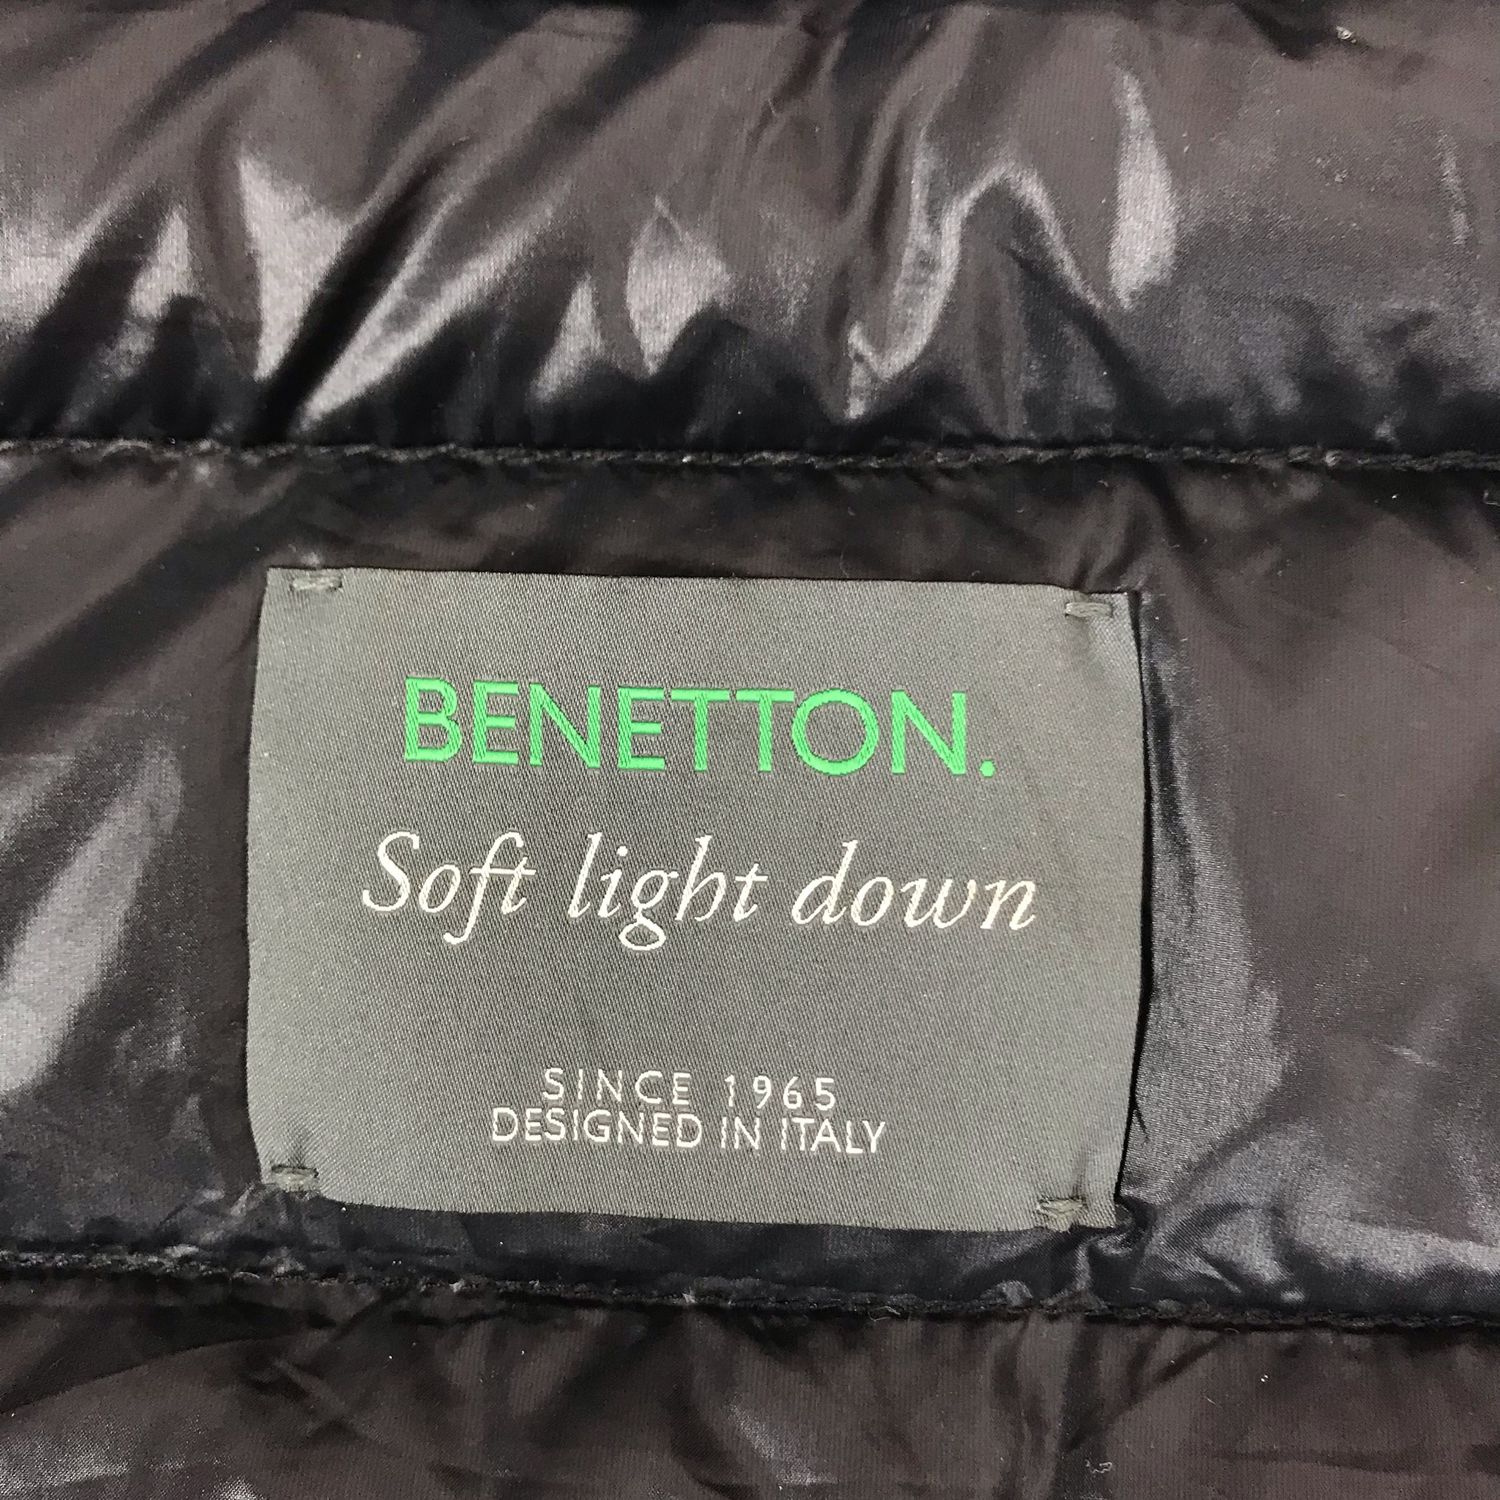 BENETTON.
Soft light down
SINCE 1965
DESIGNED IN ITALY